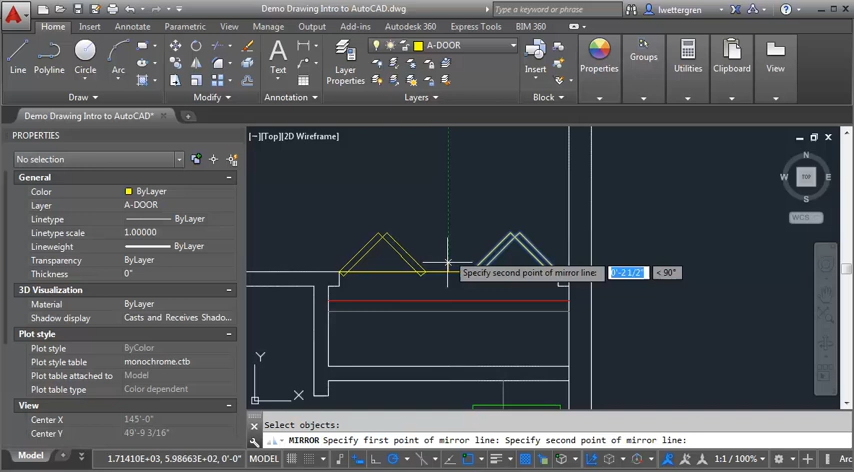 Demo Drawing Intro to AutoCAD.dwg
Type a keyword or phrase
lwettergren
Home Insert Annotate Parametric View Manage Output Add-ins Autodesk 360 Express Tools BIM 360
Line Polyline Circle Arc
Text
Layer Properties
A-DOOR
Insert
Properties
Groups
Utilities
Clipboard
View
Draw Modify Annotation Layers Block
Demo Drawing Intro to AutoCAD*
PROPERTIES
No selection
General
Color ByLayer
Layer A-DOOR
Linetype ByLayer
Linetype scale 1.00000
Lineweight ByLayer
Transparency ByLayer
Thickness 0"
3D Visualization
Material ByLayer
Shadow display Casts and Receives Shado...
Plot style
Plot style ByColor
Plot style table monochrome.ctb
Plot table attached to Model
Plot table type Color dependent
View
Center X 145'-0"
Center Y 49'-9 3/16"
[−][Top][2D Wireframe]
N
W TOP E
S
WCS
Specify second point of mirror line: 0'-2 1/2" < 90°
Y
X
Select objects:
MIRROR Specify first point of mirror line: Specify second point of mirror line:
Model
1.71410E+03, 5.98663E+02, 0'-0" MODEL
1:1 / 100%
Arc